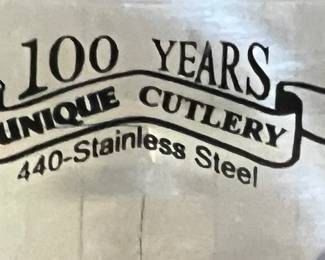 100 YEARS
UNIQUE CUTLERY
440-Stainless Steel